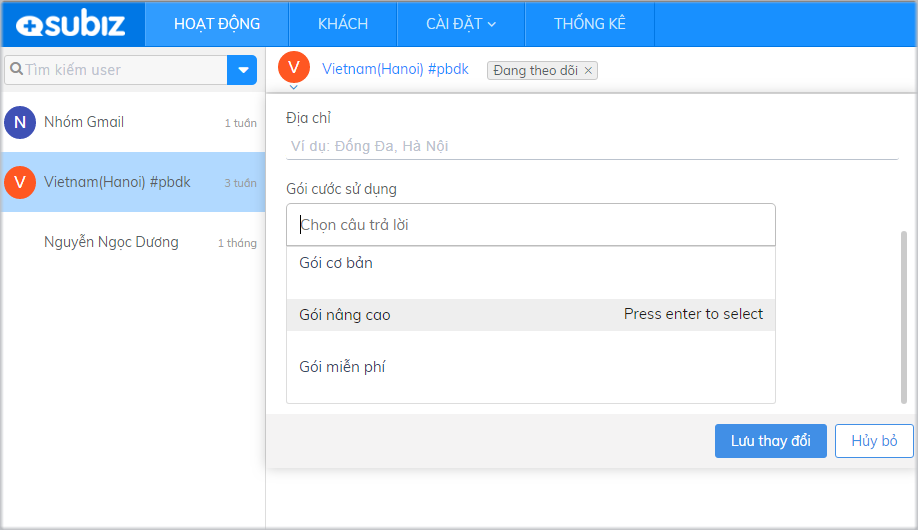 subiz HOẠT ĐỘNG KHÁCH CÀI ĐẶT THỐNG KÊ
Tìm kiếm user
V Vietnam(Hanoi) #pbdk Đang theo dõi ×
N Nhóm Gmail 1 tuần
V Vietnam(Hanoi) #pbdk 3 tuần
Nguyễn Ngọc Dương 1 tháng
Địa chỉ
Ví dụ: Đống Đa, Hà Nội
Gói cước sử dụng
Chọn câu trả lời
Gói cơ bản
Gói nâng cao Press enter to select
Gói miễn phí
Lưu thay đổi Hủy bỏ